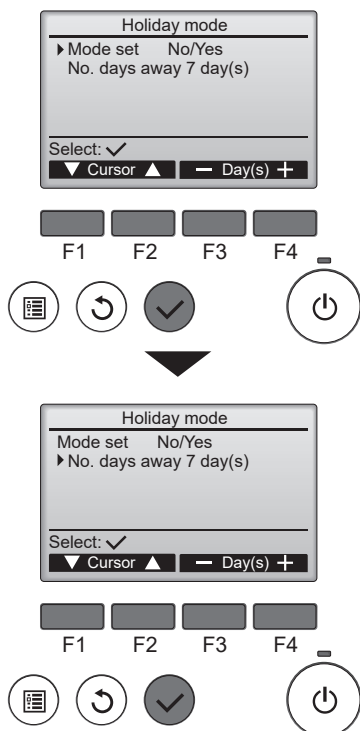 Holiday mode
Mode set No/Yes
No. days away 7 day(s)
Select:
Cursor Day(s)
F1 F2 F3 F4
Holiday mode
Mode set No/Yes
No. days away 7 day(s)
Select:
Cursor Day(s)
F1 F2 F3 F4